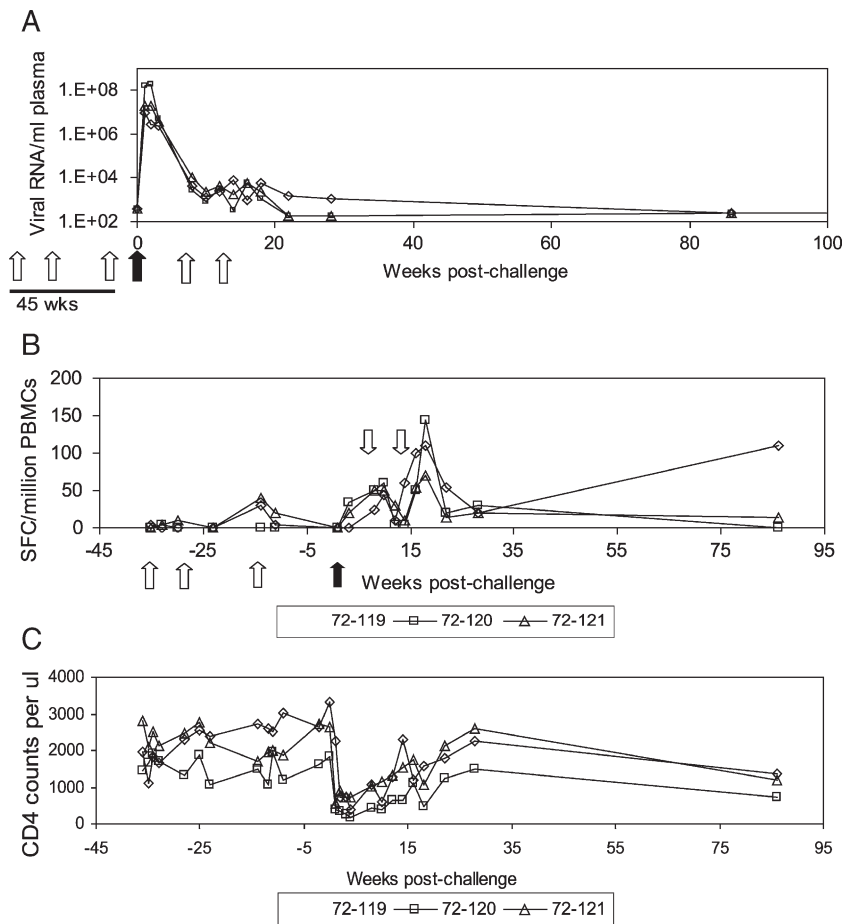 A
Viral RNA/ml plasma
1.E+08
1.E+06
1.E+04
1.E+02
0 20 40 60 80 100
Weeks post-challenge
45 wks
B
SFC/million PBMCs
200
150
100
50
0
-45 -25 -5 15 35 55 75 95
Weeks post-challenge
72-119 72-120 72-121
C
CD4 counts per ul
4000
3000
2000
1000
0
-45 -25 -5 15 35 55 75 95
Weeks post-challenge
72-119 72-120 72-121